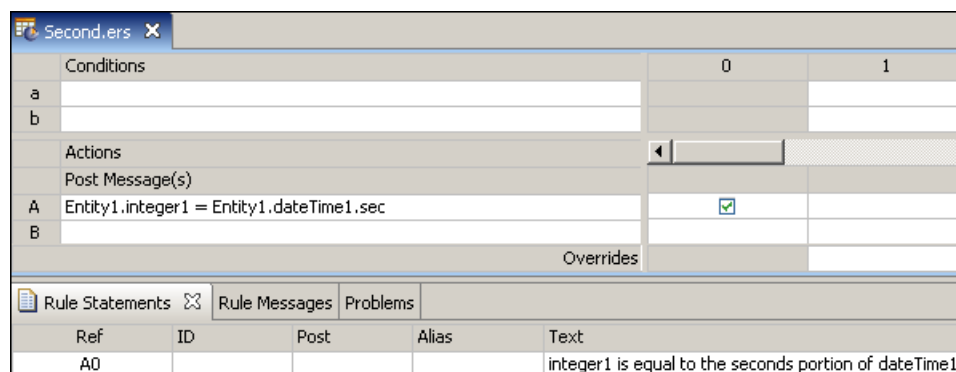 Second.ers
Conditions 0 1
a
b
Actions
Post Message(s)
A Entity1.integer1 = Entity1.dateTime1.sec
B
Overrides
Rule Statements Rule Messages Problems
Ref ID Post Alias Text
A0 integer1 is equal to the seconds portion of dateTime1